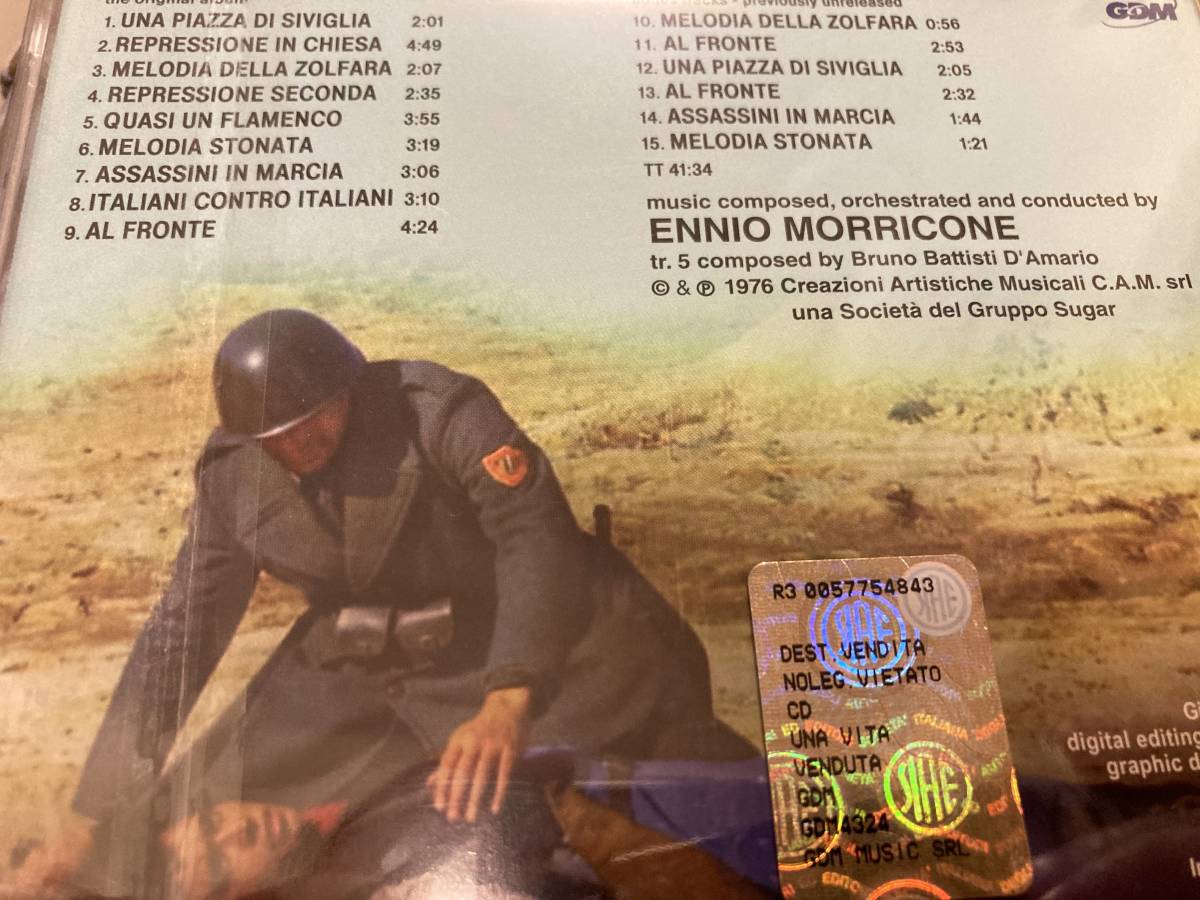 the original album
1. UNA PIAZZA DI SIVIGLIA 2:01
2. REPRESSIONE IN CHIESA 4:49
3. MELODIA DELLA ZOLFARA 2:07
4. REPRESSIONE SECONDA 2:35
5. QUASI UN FLAMENCO 3:55
6. MELODIA STONATA 3:19
7. ASSASSINI IN MARCIA 3:06
8. ITALIANI CONTRO ITALIANI 3:10
9. AL FRONTE 4:24
bonus tracks - previously unreleased
10. MELODIA DELLA ZOLFARA 0:56
11. AL FRONTE 2:53
12. UNA PIAZZA DI SIVIGLIA 2:05
13. AL FRONTE 2:32
14. ASSASSINI IN MARCIA 1:44
15. MELODIA STONATA 1:21
TT 41:34
GDM
music composed, orchestrated and conducted by
ENNIO MORRICONE
tr. 5 composed by Bruno Battisti D'Amario
© & ℗ 1976 Creazioni Artistiche Musicali C.A.M. srl
una Società del Gruppo Sugar
R3 0057754843
DEST.VENDITA
NOLEG.VIETATO
CD
UNA VITA
VENDUTA
GDM
GDM4324
GDM MUSIC SRL
digital editing
graphic d